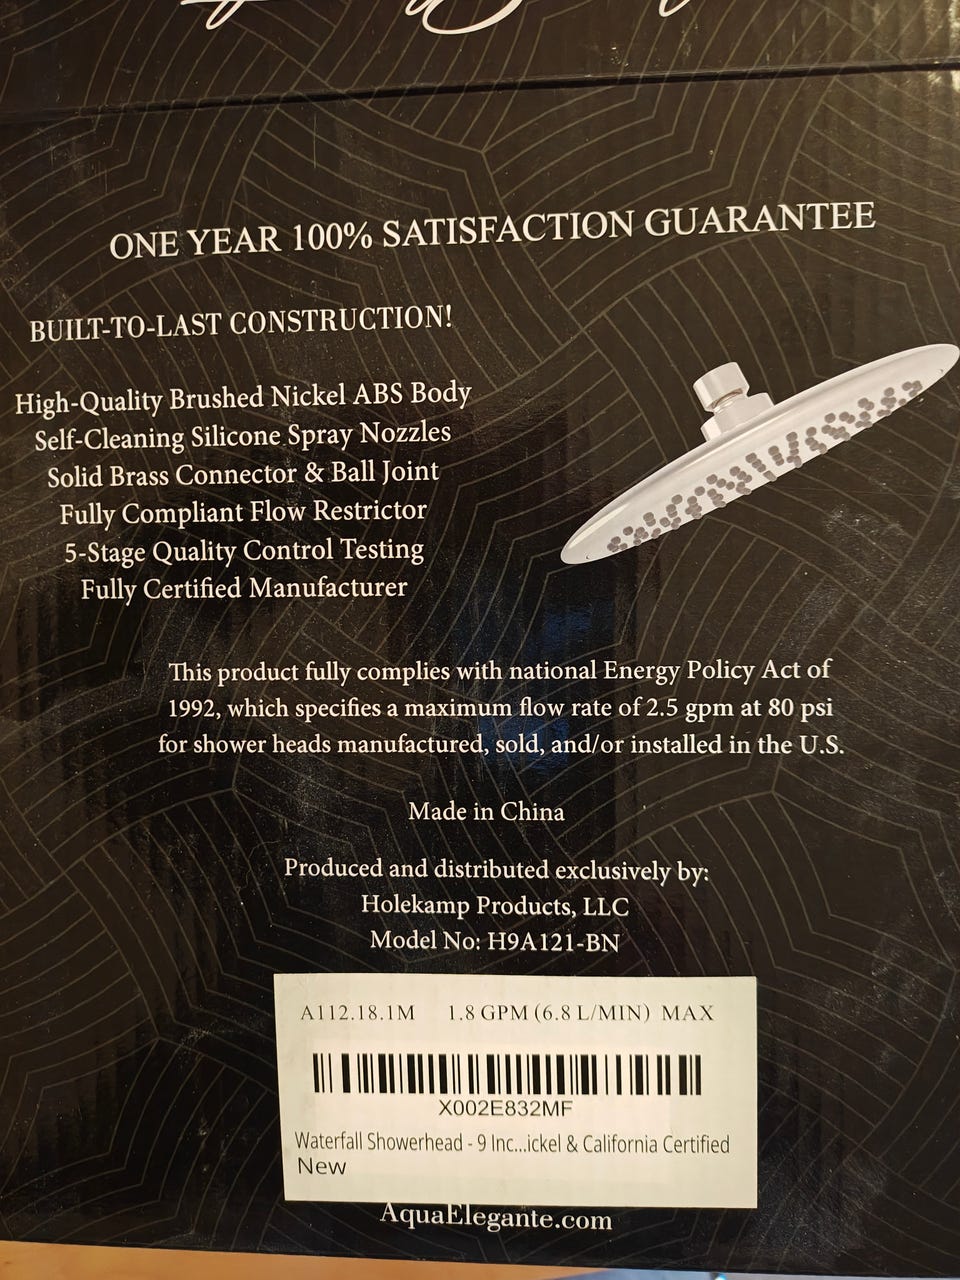 ONE YEAR 100% SATISFACTION GUARANTEE
BUILT-TO-LAST CONSTRUCTION!
High-Quality Brushed Nickel ABS Body
Self-Cleaning Silicone Spray Nozzles
Solid Brass Connector & Ball Joint
Fully Compliant Flow Restrictor
5-Stage Quality Control Testing
Fully Certified Manufacturer
This product fully complies with national Energy Policy Act of
1992, which specifies a maximum flow rate of 2.5 gpm at 80 psi
for shower heads manufactured, sold, and/or installed in the U.S.
Made in China
Produced and distributed exclusively by:
Holekamp Products, LLC
Model No: H9A121-BN
A112.18.1M 1.8 GPM (6.8 L/MIN) MAX
X002E832MF
Waterfall Showerhead - 9 Inc...ickel & California Certified
New
AquaElegante.com